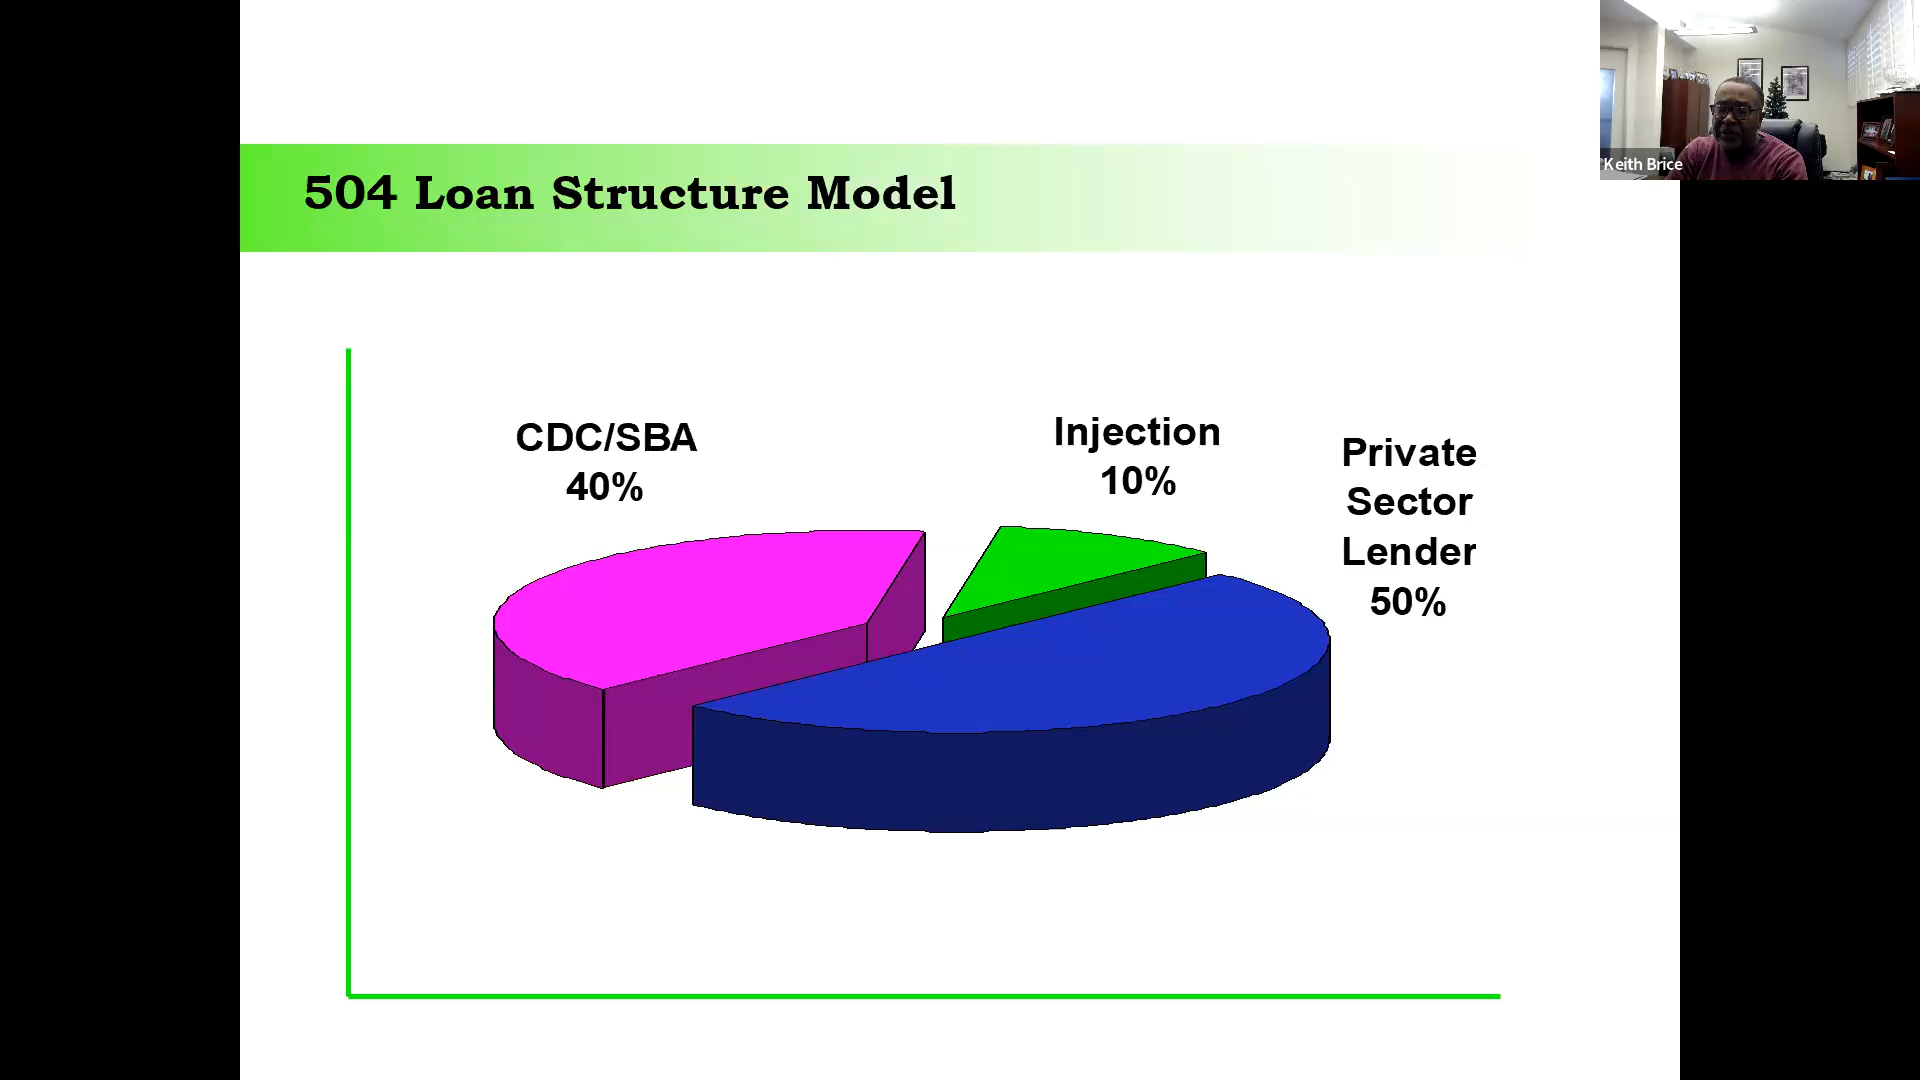 504 Loan Structure Model
Keith Brice
CDC/SBA
40%
Injection
10%
Private
Sector
Lender
50%